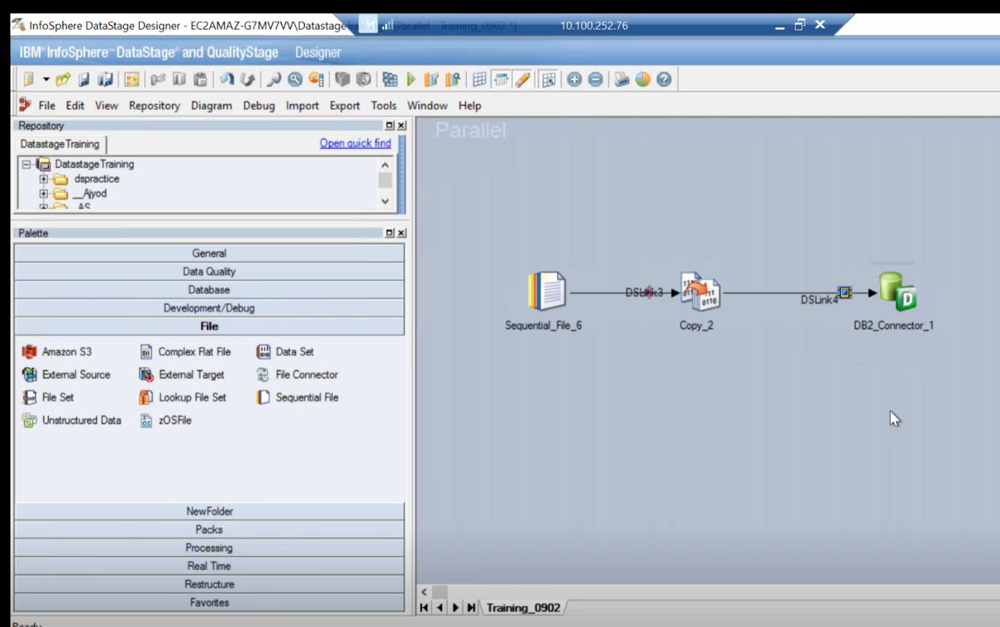 InfoSphere DataStage Designer - EC2AMAZ-G7MV7VV\Datastage [Parallel - Training_0902 *] 10.100.252.76
IBM InfoSphere DataStage and QualityStage Designer
File Edit View Repository Diagram Debug Import Export Tools Window Help
Repository
DatastageTraining Open quick find
DatastageTraining
dspractice
__Ajyod
AS
Palette
General
Data Quality
Database
Development/Debug
File
Amazon S3 Complex Flat File Data Set
External Source External Target File Connector
File Set Lookup File Set Sequential File
Unstructured Data zOSFile
NewFolder
Packs
Processing
Real Time
Restructure
Favorites
Parallel
DSLink3
DSLink4
Sequential_File_6 Copy_2 DB2_Connector_1
Training_0902
Ready